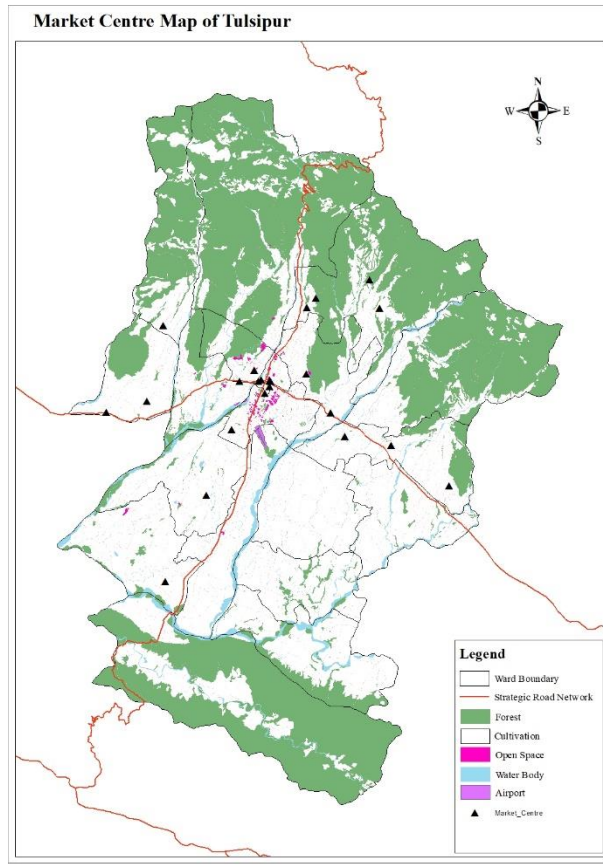 Market Centre Map of Tulsipur
N
W E
S
Legend
Ward Boundary
Strategic Road Network
Forest
Cultivation
Open Space
Water Body
Airport
Market_Centre